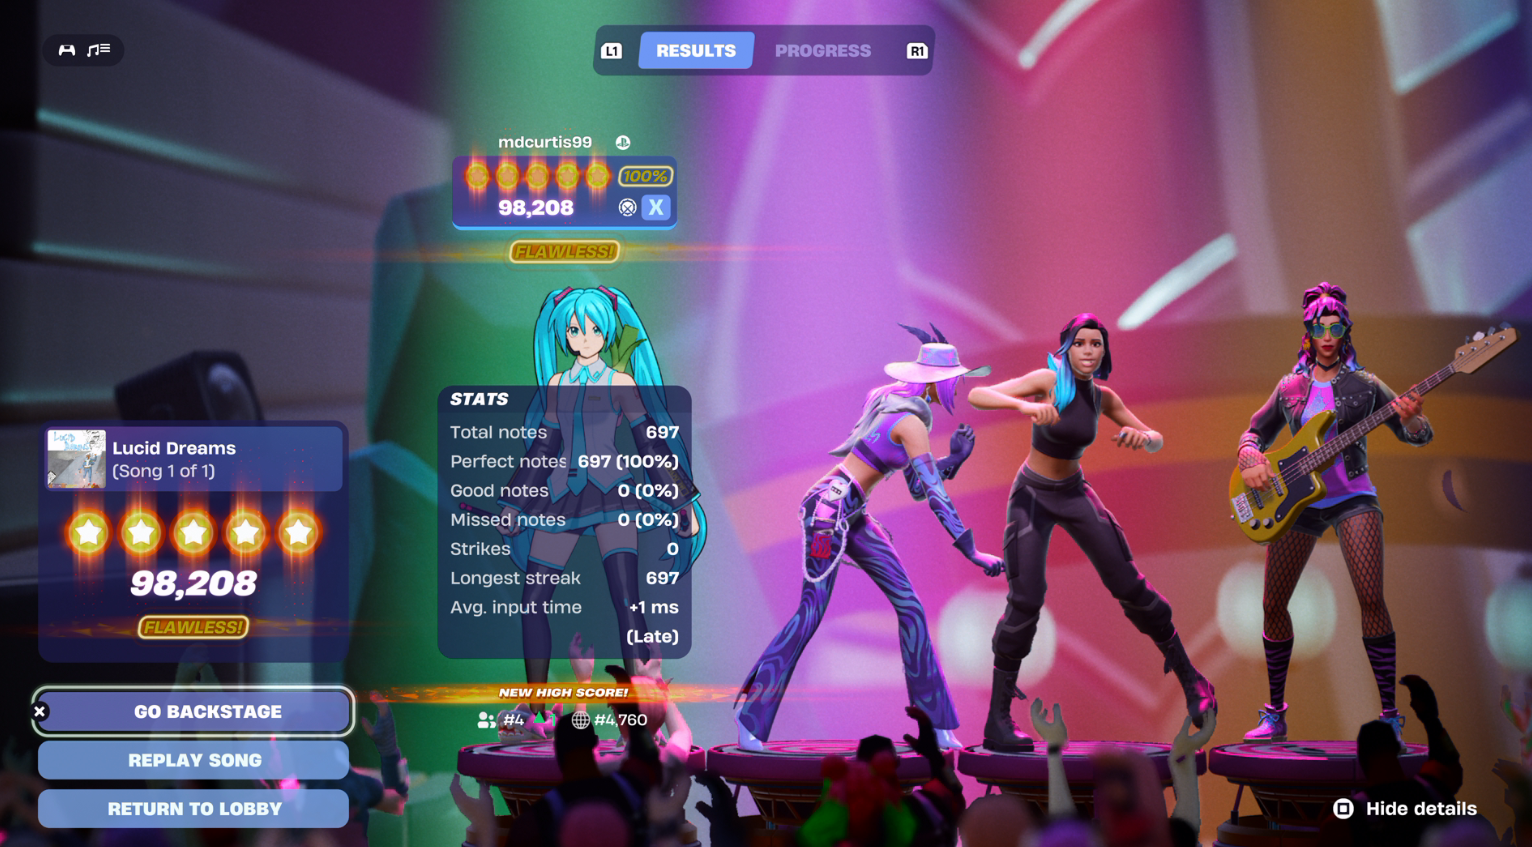 L1
RESULTS
PROGRESS
R1
mdcurtis99
100%
98,208
X
FLAWLESS!
STATS
Total notes 697
Perfect notes 697 (100%)
Good notes 0 (0%)
Missed notes 0 (0%)
Strikes 0
Longest streak 697
Avg. input time +1 ms
(Late)
NEW HIGH SCORE!
#4 1 #4,760
LUCID DREAMS
Lucid Dreams
(Song 1 of 1)
98,208
FLAWLESS!
GO BACKSTAGE
REPLAY SONG
RETURN TO LOBBY
Hide details